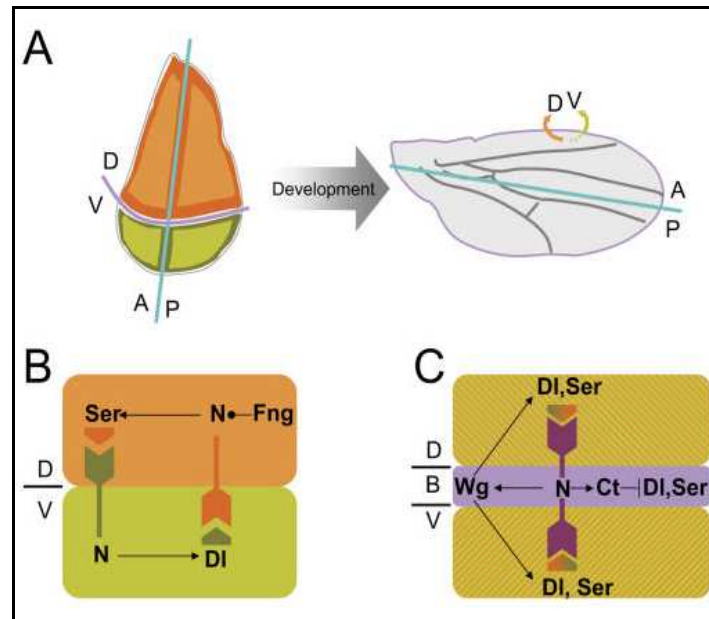 A
D
V
A P
Development
D V
A
P
B
Ser N Fng
D
V
N Dl
C
Dl,Ser
D
B
V
Wg N Ct Dl,Ser
Dl, Ser